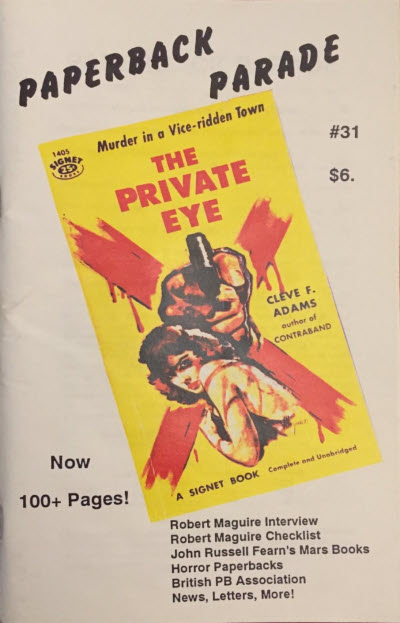 PAPERBACK
PARADE
#31
$6.
1405
SIGNET
25¢
BOOKS
Murder in a Vice-ridden Town
THE
PRIVATE
EYE
CLEVE F.
ADAMS
author of
CONTRABAND
A SIGNET BOOK Complete and Unabridged
Now
100+ Pages!
Robert Maguire Interview
Robert Maguire Checklist
John Russell Fearn's Mars Books
Horror Paperbacks
British PB Association
News, Letters, More!